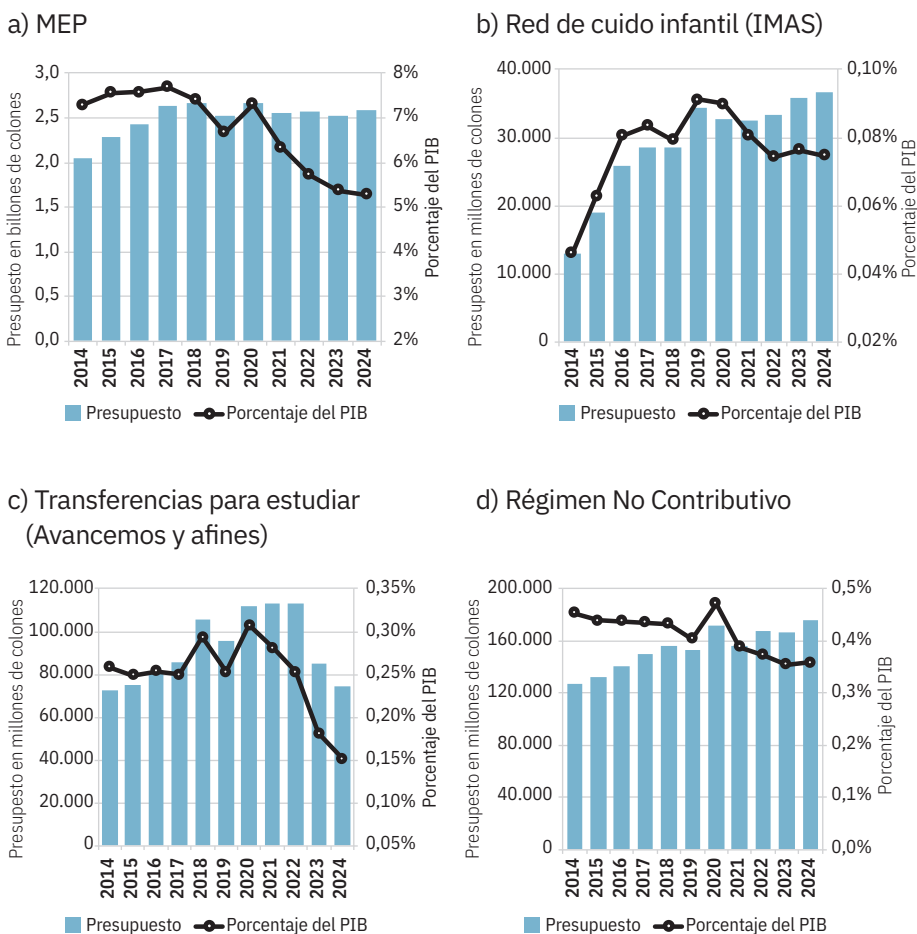 a) MEP
Presupuesto en billones de colones
3,0
2,5
2,0
1,5
1,0
0,5
0,0
8%
7%
6%
5%
4%
3%
2%
Porcentaje del PIB
2014 2015 2016 2017 2018 2019 2020 2021 2022 2023 2024
Presupuesto Porcentaje del PIB
b) Red de cuido infantil (IMAS)
Presupuesto en millones de colones
40.000
30.000
20.000
10.000
0
0,10%
0,08%
0,06%
0,04%
0,02%
Porcentaje del PIB
2014 2015 2016 2017 2018 2019 2020 2021 2022 2023 2024
Presupuesto Porcentaje del PIB
c) Transferencias para estudiar
(Avancemos y afines)
Presupuesto en millones de colones
120.000
100.000
80.000
60.000
40.000
20.000
0
0,35%
0,30%
0,25%
0,20%
0,15%
0,10%
0,05%
Porcentaje del PIB
2014 2015 2016 2017 2018 2019 2020 2021 2022 2023 2024
Presupuesto Porcentaje del PIB
d) Régimen No Contributivo
Presupuesto en millones de colones
200.000
160.000
120.000
80.000
40.000
0
0,5%
0,4%
0,3%
0,2%
0,1%
0,0%
Porcentaje del PIB
2014 2015 2016 2017 2018 2019 2020 2021 2022 2023 2024
Presupuesto Porcentaje del PIB